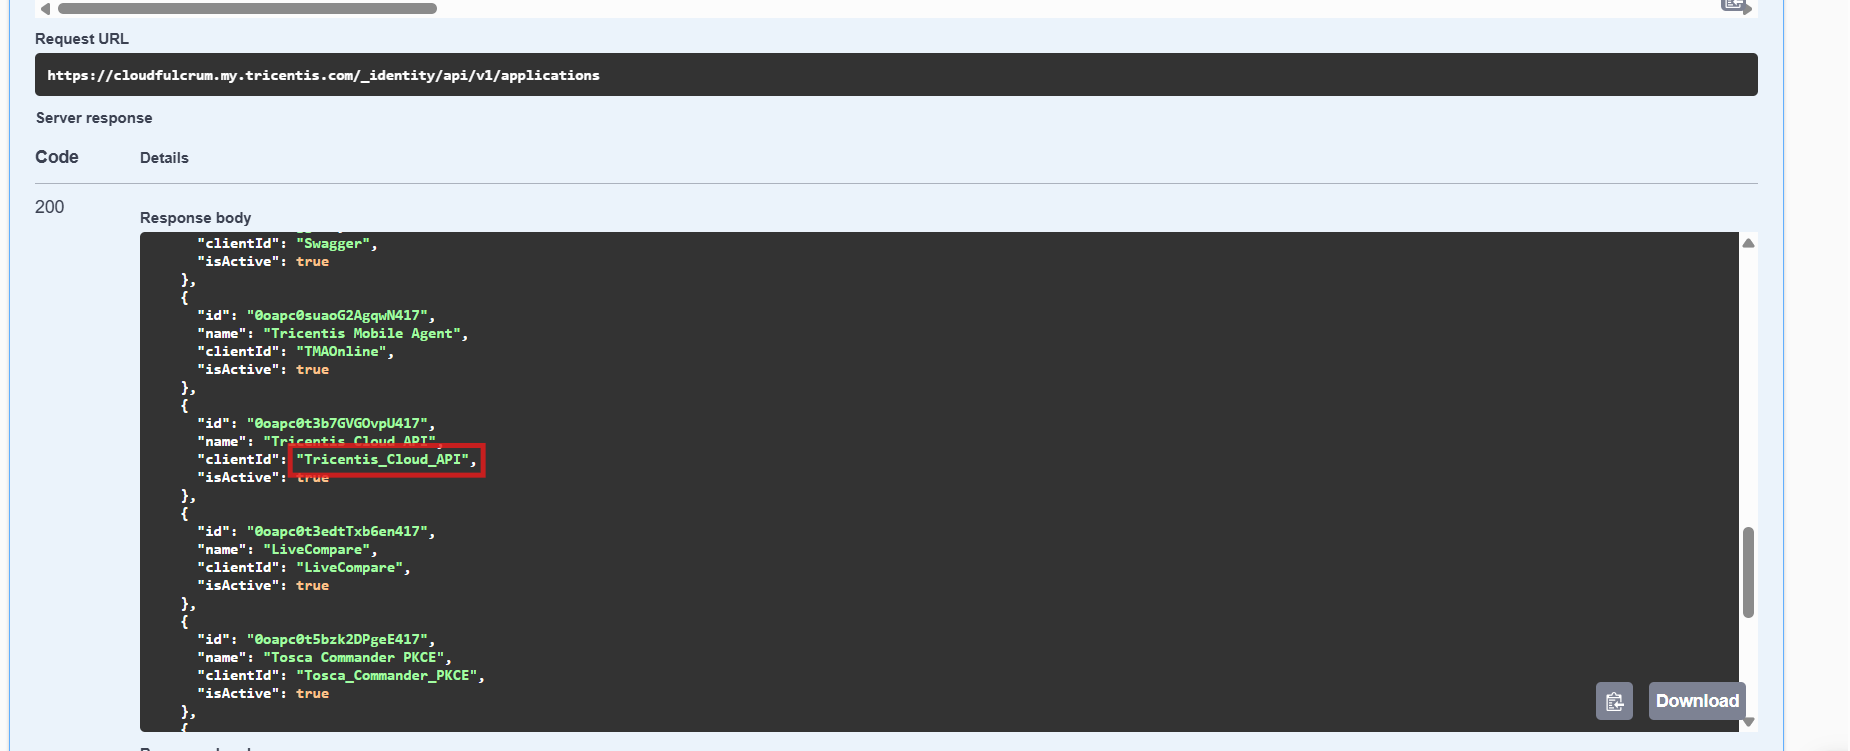 Request URL
https://cloudfulcrum.my.tricentis.com/_identity/api/v1/applications
Server response
Code Details
200
Response body
"clientId": "Swagger",
"isActive": true
},
{
"id": "0oapc0suaoG2AgqwN417",
"name": "Tricentis Mobile Agent",
"clientId": "TMAOnline",
"isActive": true
},
{
"id": "0oapc0t3b7GVGOvpU417",
"name": "Tricentis Cloud API",
"clientId": "Tricentis_Cloud_API",
"isActive": true
},
{
"id": "0oapc0t3edtTxb6en417",
"name": "LiveCompare",
"clientId": "LiveCompare",
"isActive": true
},
{
"id": "0oapc0t5bzk2DPgeE417",
"name": "Tosca Commander PKCE",
"clientId": "Tosca_Commander_PKCE",
"isActive": true
},
{
Download